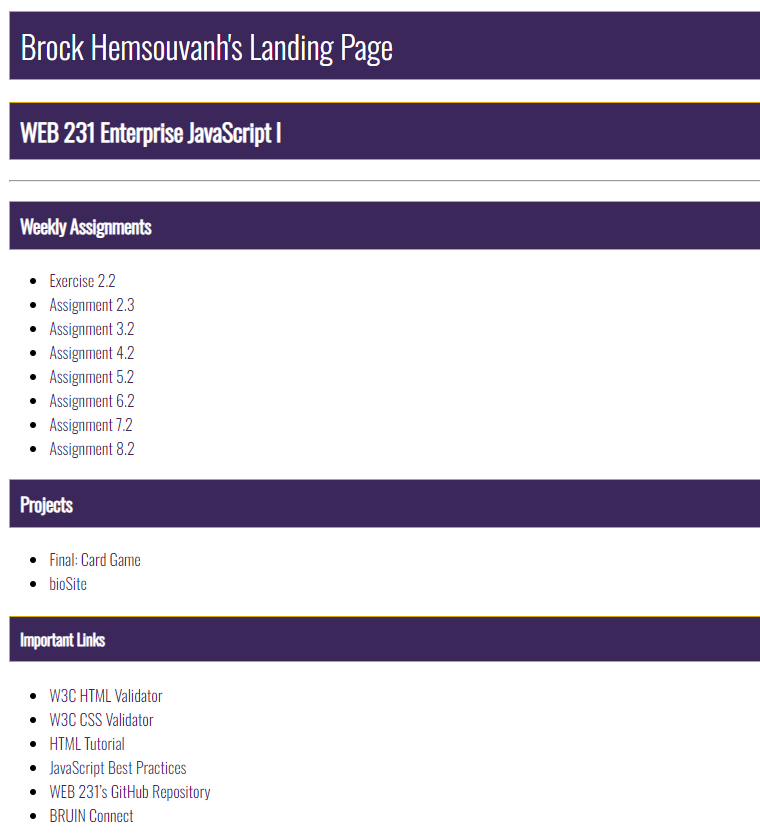 Brock Hemsouvanh's Landing Page
WEB 231 Enterprise JavaScript I
Weekly Assignments
Exercise 2.2
Assignment 2.3
Assignment 3.2
Assignment 4.2
Assignment 5.2
Assignment 6.2
Assignment 7.2
Assignment 8.2
Projects
Final: Card Game
bioSite
Important Links
W3C HTML Validator
W3C CSS Validator
HTML Tutorial
JavaScript Best Practices
WEB 231's GitHub Repository
BRUIN Connect